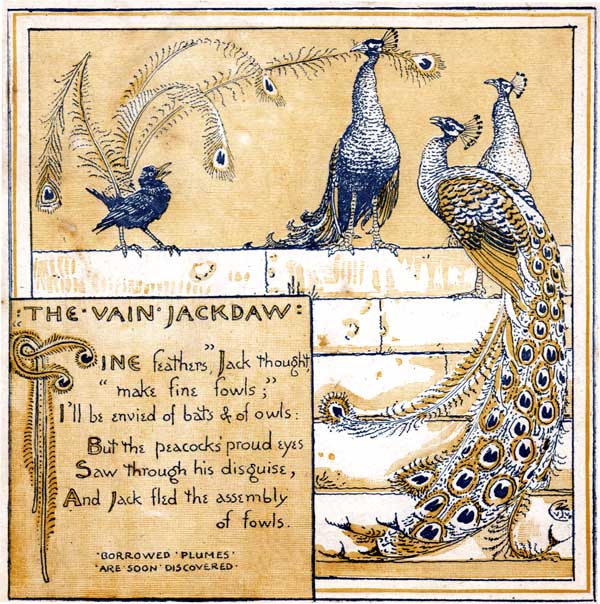 THE · VAIN · JACKDAW :
FINE feathers," Jack thought,
"make fine fowls;"
I'll be envied of bats & of owls:
But the peacocks' proud eyes
Saw through his disguise,
And Jack fled the assembly
of fowls.
· BORROWED · PLUMES ·
· ARE · SOON · DISCOVERED ·